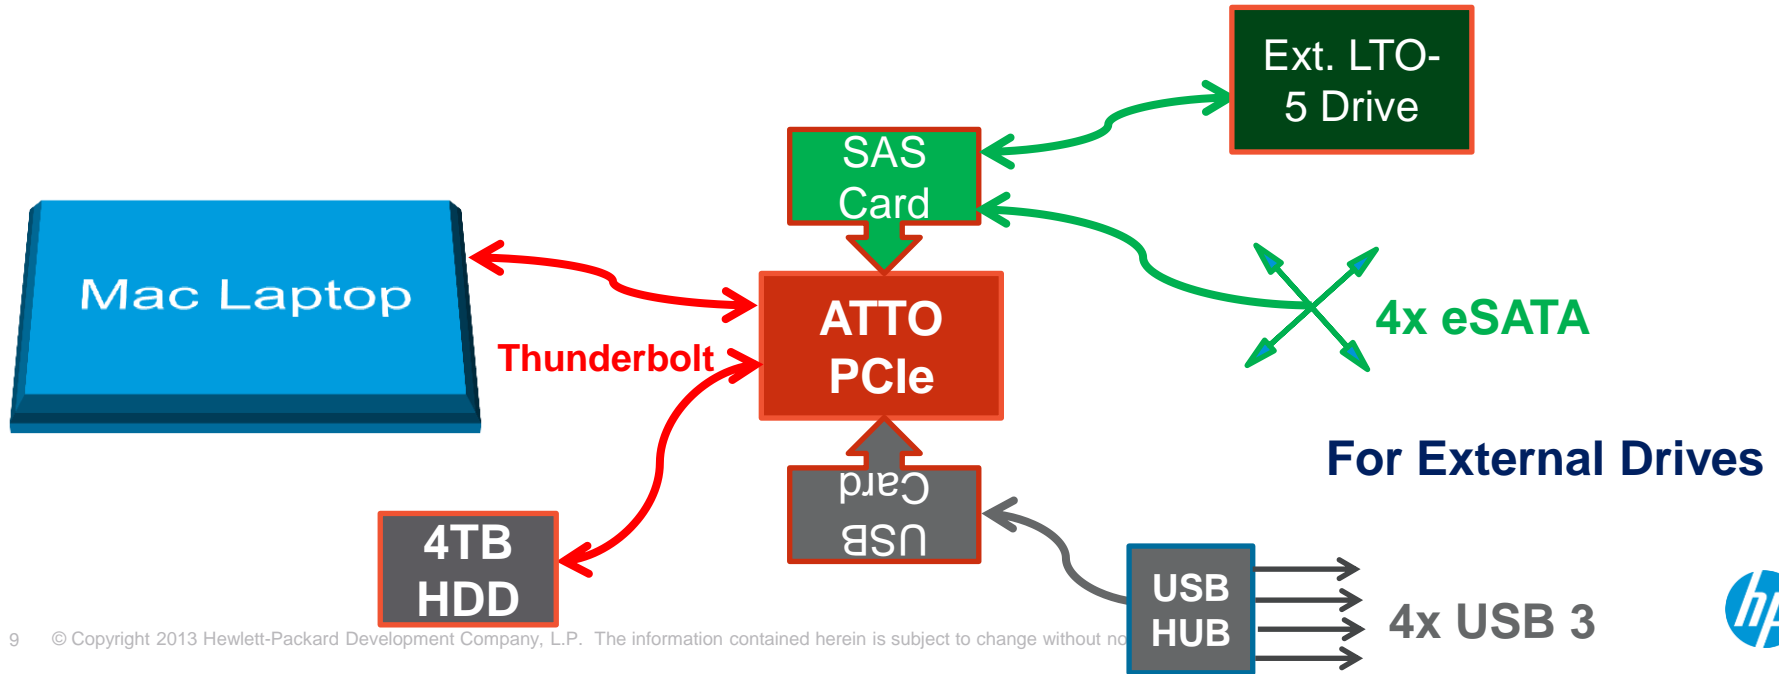 Ext. LTO-
5 Drive
SAS
Card
Mac Laptop
ATTO
PCIe
Thunderbolt
4x eSATA
For External Drives
USB
Card
4TB
HDD
USB
HUB
4x USB 3
9 © Copyright 2013 Hewlett-Packard Development Company, L.P. The information contained herein is subject to change without
hp